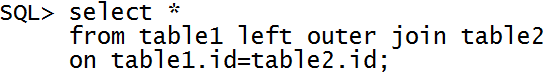 SQL> select *
from table1 left outer join table2
on table1.id=table2.id;